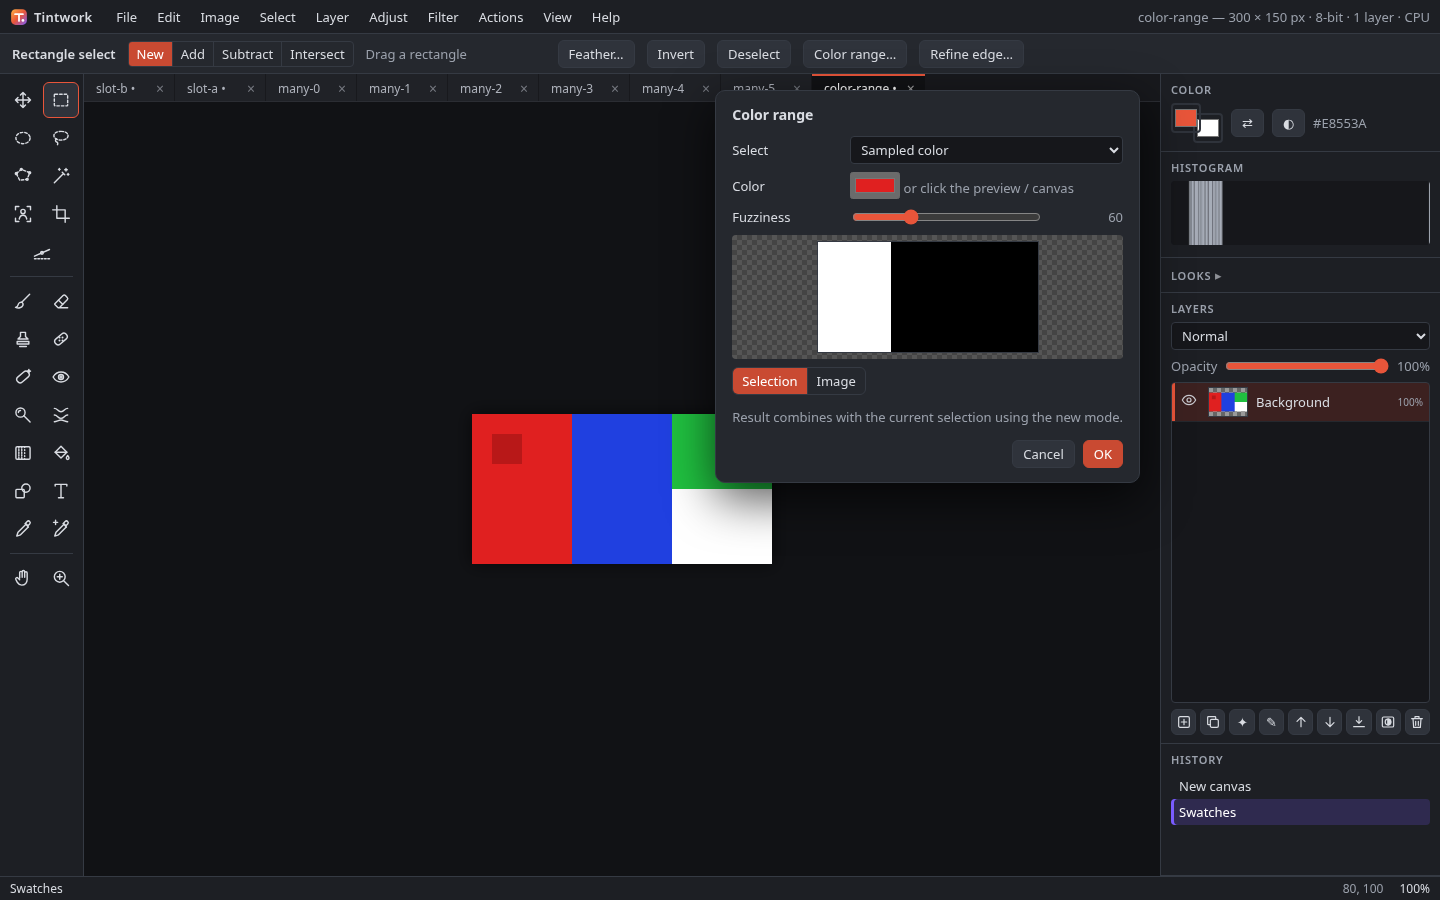 Tintwork File Edit Image Select Layer Adjust Filter Actions View Help color-range — 300 × 150 px · 8-bit · 1 layer · CPU
Rectangle select New Add Subtract Intersect Drag a rectangle Feather... Invert Deselect Color range... Refine edge...
slot-b • × slot-a • × many-0 × many-1 × many-2 × many-3 × many-4 × many-5 × color-range • ×
COLOR
#E8553A
HISTOGRAM
LOOKS ▸
LAYERS
Normal
Opacity 100%
Background 100%
HISTORY
New canvas
Swatches
Color range
Select Sampled color
Color or click the preview / canvas
Fuzziness 60
Selection Image
Result combines with the current selection using the new mode.
Cancel OK
Swatches 80, 100 100%